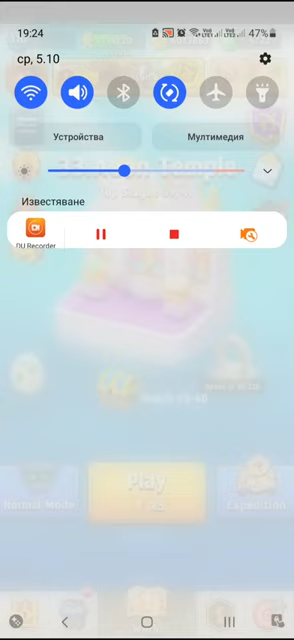 19:24
47%
ср, 5.10
Устройства
Мултимедия
Известяване
DU Recorder
Play
Normal Mode
Expedition